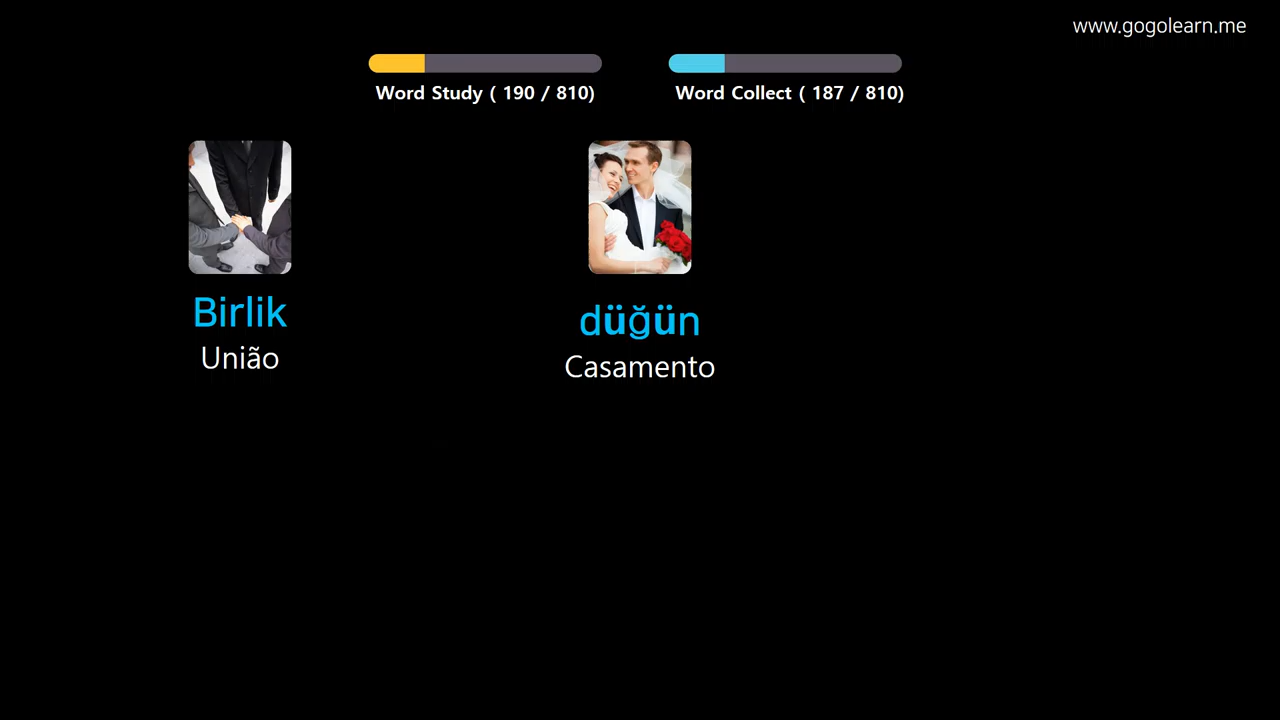 www.gogolearn.me
Word Study ( 190 / 810)
Word Collect ( 187 / 810)
Birlik
União
düğün
Casamento